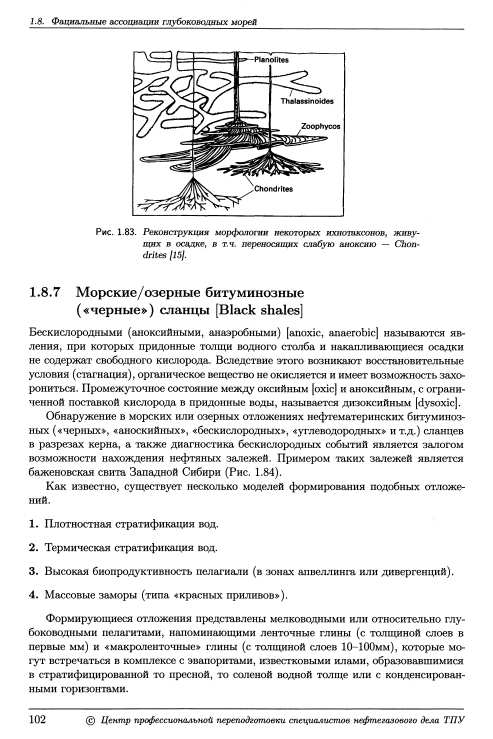 1.8. Фациальные ассоциации глубоководных морей
Planolites
Thalassinoides
Zoophycos
Chondrites
Рис. 1.83. Реконструкция морфологии некоторых ихнотаксонов, живу-
щих в осадке, в т.ч. переносящих слабую аноксию — Chon-
drites [15].
1.8.7 Морские/озерные битуминозные
(«черные») сланцы [Black shales]
Бескислородными (аноксийными, анаэробными) [anoxic, anaerobic] называются яв-
ления, при которых придонные толщи водного столба и накапливающиеся осадки
не содержат свободного кислорода. Вследствие этого возникают восстановительные
условия (стагнация), органическое вещество не окисляется и имеет возможность захо-
рониться. Промежуточное состояние между оксийным [oxic] и аноксийным, с ограни-
ченной поставкой кислорода в придонные воды, называется дизоксийным [dysoxic].
Обнаружение в морских или озерных отложениях нефтематеринских битуминоз-
ных («черных», «аноскийных», «бескислородных», «углеводородных» и т.д.) сланцев
в разрезах керна, а также диагностика бескислородных событий является залогом
возможности нахождения нефтяных залежей. Примером таких залежей является
баженовская свита Западной Сибири (Рис. 1.84).
Как известно, существует несколько моделей формирования подобных отложе-
ний.
1. Плотностная стратификация вод.
2. Термическая стратификация вод.
3. Высокая биопродуктивность пелагиали (в зонах апвеллинга или дивергенций).
4. Массовые заморы (типа «красных приливов»).
Формирующиеся отложения представлены мелководными или относительно глу-
боководными пелагитами, напоминающими ленточные глины (с толщиной слоев в
первые мм) и «макроленточные» глины (с толщиной слоев 10–100мм), которые мо-
гут встречаться в комплексе с эвапоритами, известковыми илами, образовавшимися
в стратифицированной то пресной, то соленой водной толще или с конденсирован-
ными горизонтами.
102 © Центр профессиональной переподготовки специалистов нефтегазового дела ТПУ